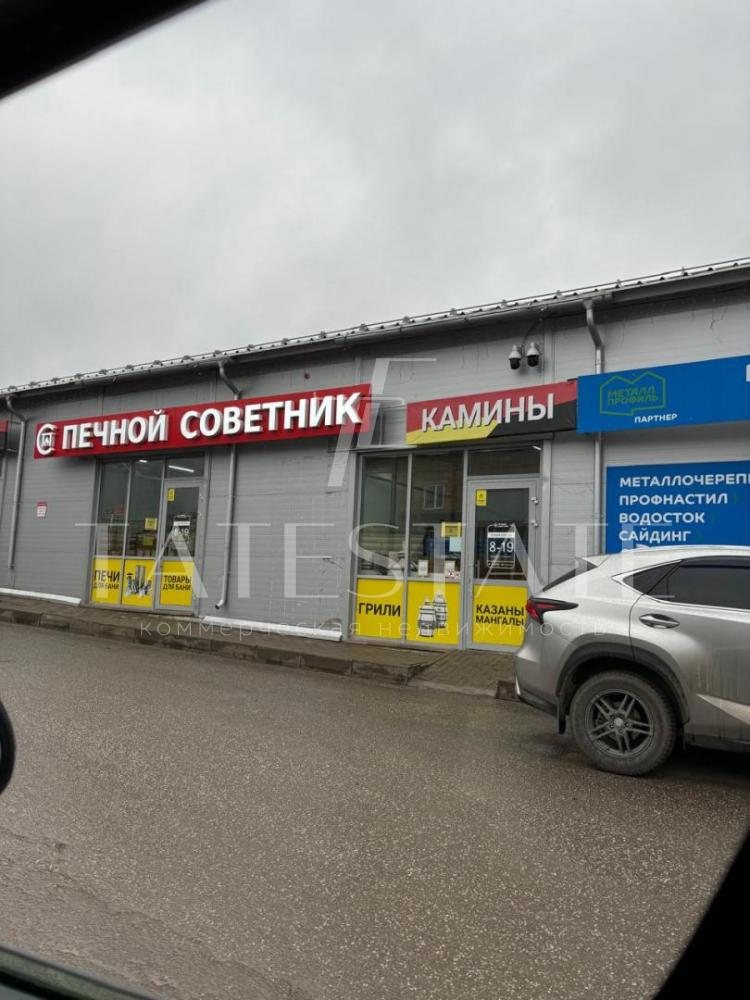 ПЕЧНОЙ СОВЕТНИК
КАМИНЫ
МЕТАЛЛ
ПРОФИЛЬ
ПАРТНЕР
МЕТАЛЛОЧЕРЕП
ПРОФНАСТИЛ
ВОДОСТОК
САЙДИНГ
8-19
ПЕЧИ
ДЛЯ БАНИ
ТОВАРЫ
ДЛЯ БАНИ
ГРИЛИ
КАЗАНЫ
МАНГАЛЫ
TATESTATE
коммерческая недвижимость